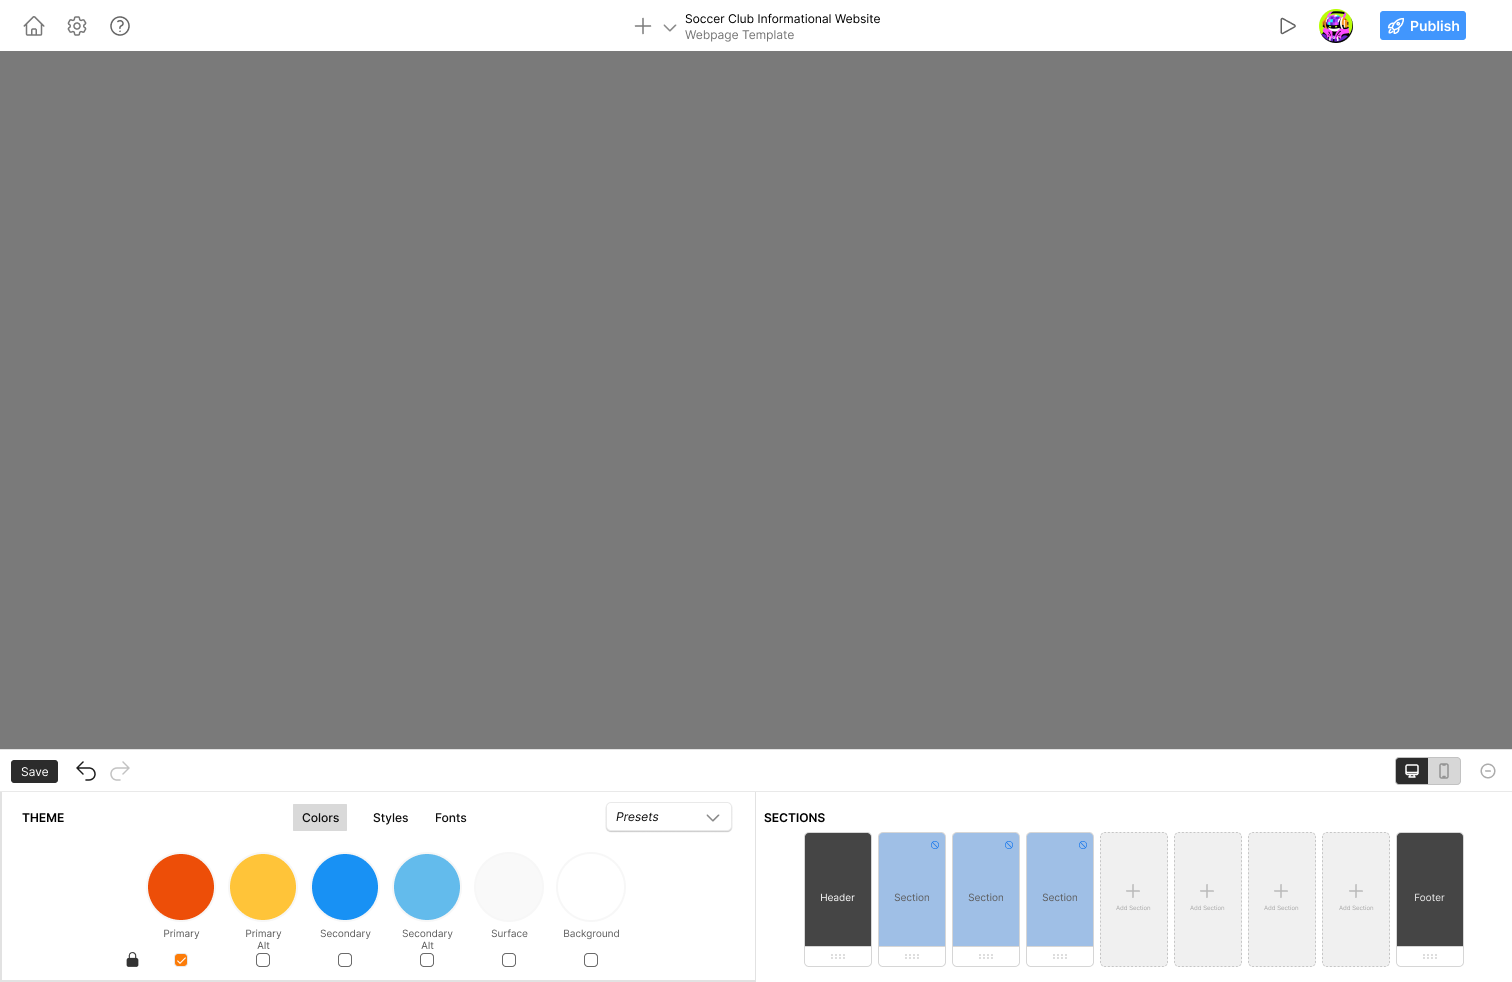 Soccer Club Informational Website
Webpage Template
Publish
Save
THEME
Colors
Styles
Fonts
Presets
Primary
Primary
Alt
Secondary
Secondary
Alt
Surface
Background
SECTIONS
Header
Section
Section
Section
Add Section
Add Section
Add Section
Add Section
Footer